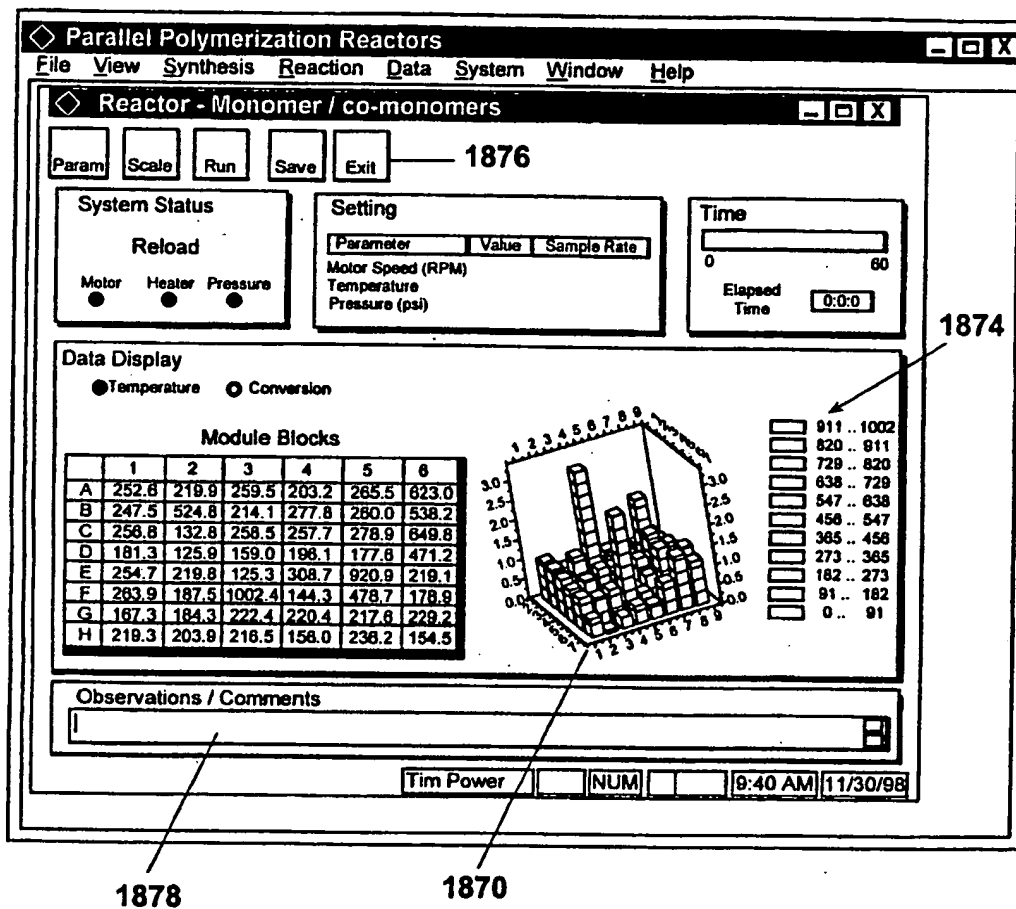 Parallel Polymerization Reactors
File View Synthesis Reaction Data System Window Help
Reactor - Monomer / co-monomers
Param Scale Run Save Exit
1876
System Status
Reload
Motor Heater Pressure
Setting
Parameter Value Sample Rate
Motor Speed (RPM)
Temperature
Pressure (psi)
Time
0 60
Elapsed
Time
0:0:0
1874
Data Display
Temperature Conversion
Module Blocks
1 2 3 4 5 6
A 252.6 219.9 259.5 203.2 265.5 623.0
B 247.5 524.8 214.1 277.8 260.0 538.2
C 256.8 132.8 258.5 257.7 278.9 649.8
D 181.3 125.9 159.0 196.1 177.6 471.2
E 254.7 219.8 125.3 308.7 920.9 219.1
F 263.9 187.5 1002.4 144.3 478.7 178.9
G 167.3 184.3 222.4 220.4 217.6 229.2
H 219.3 203.9 216.5 156.0 236.2 154.5
1 2 3 4 5 6 7 8 9
3.0
2.5
2.0
1.5
1.0
0.5
0.0
3.0
2.5
2.0
1.5
1.0
0.5
0.0
1 2 3 4 5 6 7 8 9
911 .. 1002
820 .. 911
729 .. 820
638 .. 729
547 .. 638
456 .. 547
365 .. 456
273 .. 365
182 .. 273
91 .. 182
0 .. 91
Observations / Comments
Tim Power NUM 9:40 AM 11/30/98
1878
1870